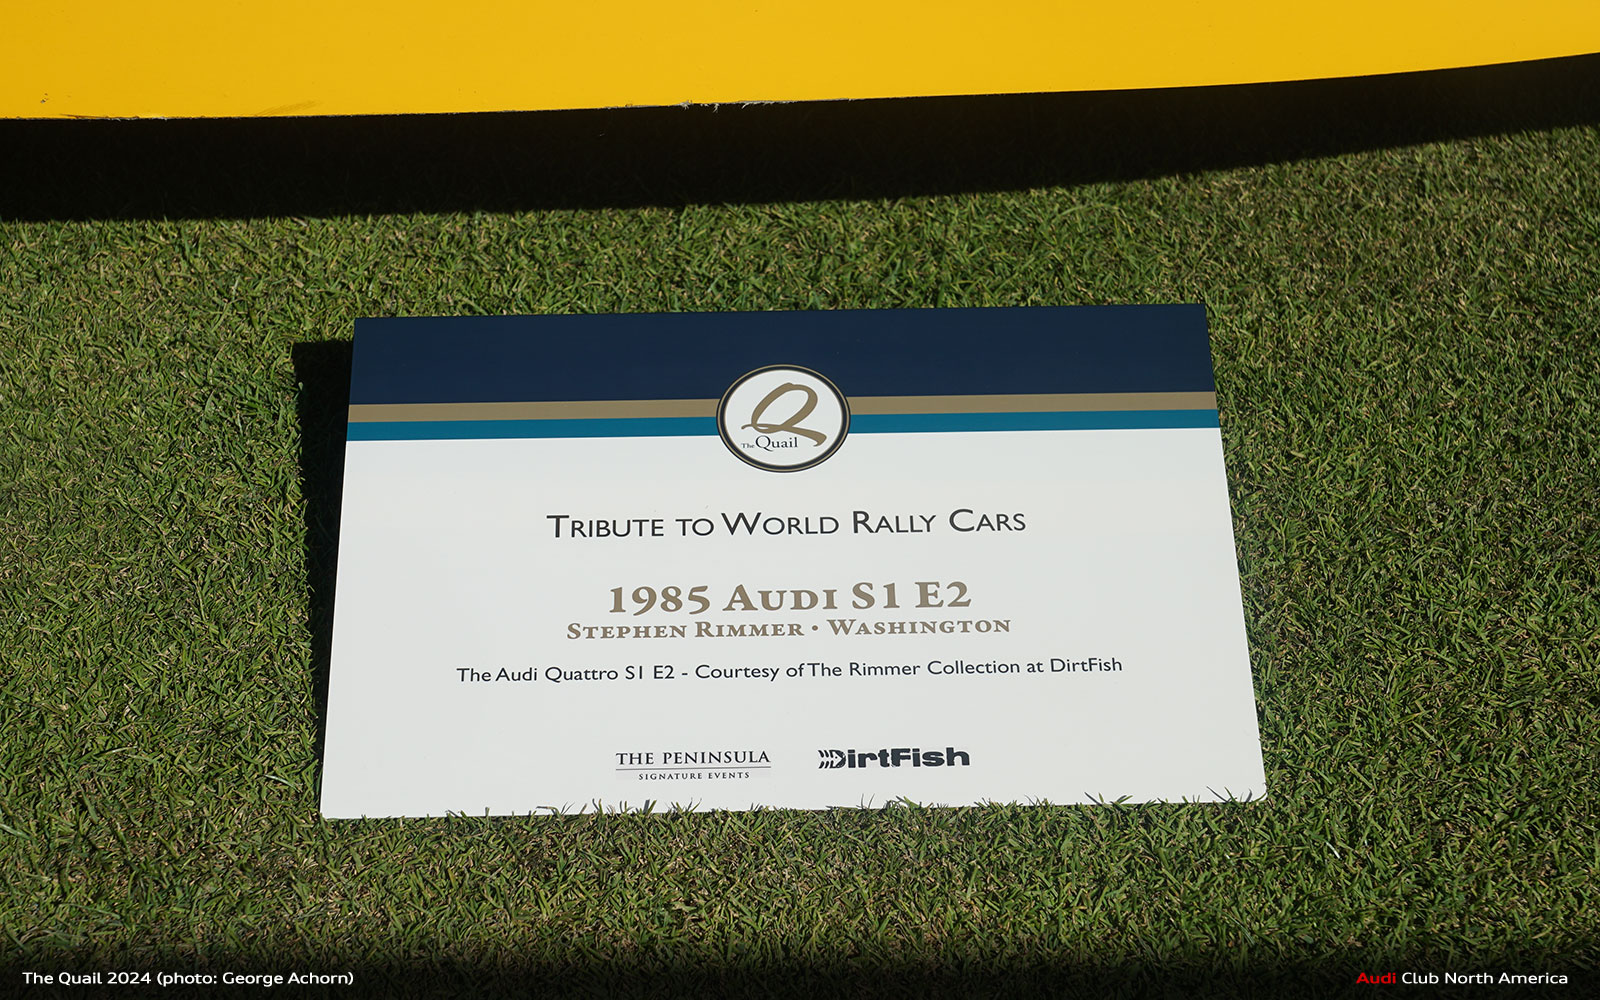 The Quail
TRIBUTE TO WORLD RALLY CARS
1985 AUDI S1 E2
STEPHEN RIMMER • WASHINGTON
The Audi Quattro S1 E2 - Courtesy of The Rimmer Collection at DirtFish
THE PENINSULA
SIGNATURE EVENTS
DirtFish
The Quail 2024 (photo: George Achorn)
Audi Club North America